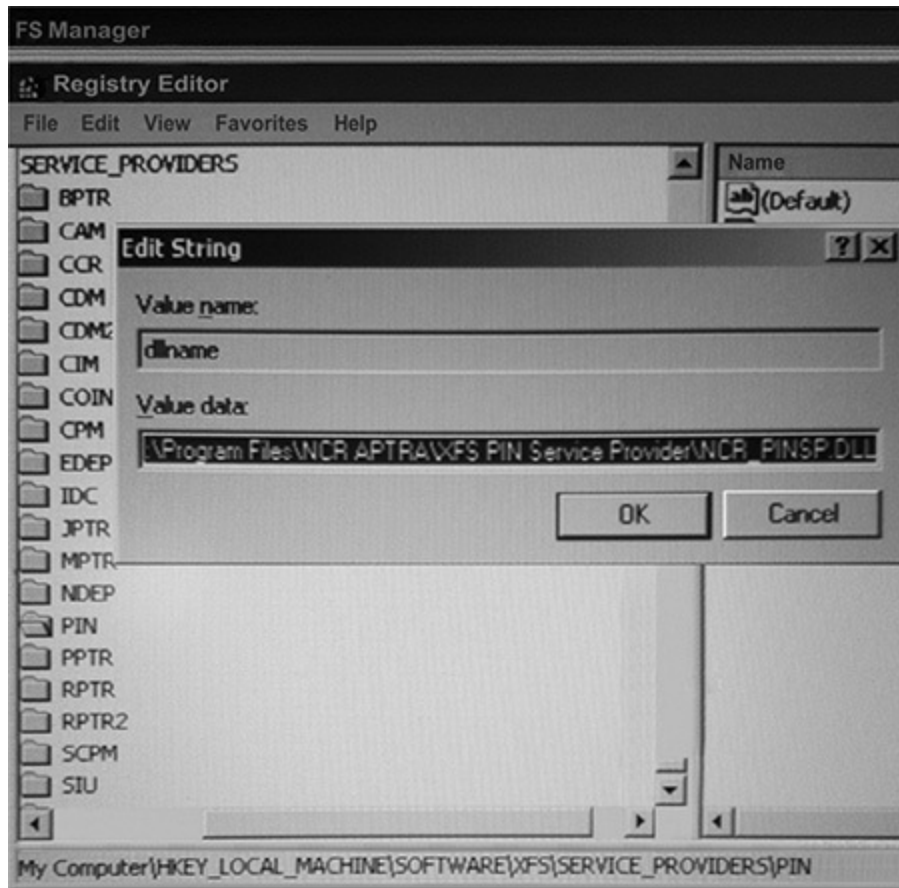 FS Manager
Registry Editor
File Edit View Favorites Help
SERVICE_PROVIDERS
Name
BPTR
(Default)
CAM
Edit String
CCR
Value name:
CDM
CDM2
dllname
CIM
COIN
Value data:
CPM
:\Program Files\NCR APTRA\XFS PIN Service Provider\NCR_PINSP.DLL
EDEP
IDC
OK Cancel
JPTR
MPTR
NDEP
PIN
PPTR
RPTR
RPTR2
SCPM
SIU
My Computer\HKEY_LOCAL_MACHINE\SOFTWARE\XFS\SERVICE_PROVIDERS\PIN